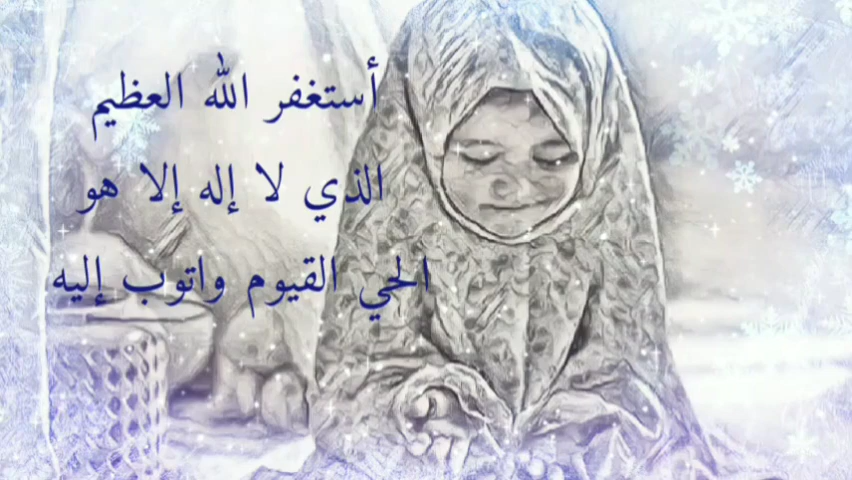 أستغفر الله العظيم
الذي لا إله إلا هو
الحي القيوم واتوب إليه